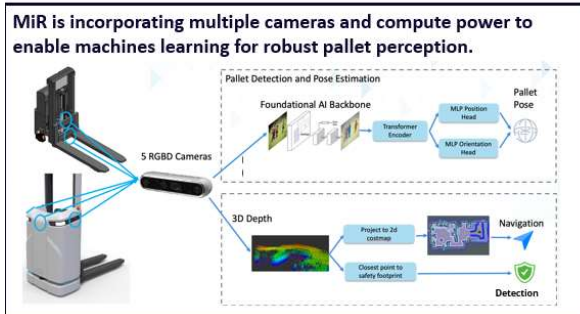 MiR is incorporating multiple cameras and compute power to
enable machines learning for robust pallet perception.
Pallet Detection and Pose Estimation
Foundational AI Backbone
Transformer
Encoder
MLP Position
Head
MLP Orientation
Head
Pallet
Pose
5 RGBD Cameras
3D Depth
Project to 2d
costmap
Navigation
Closest point to
safety footprint
Detection